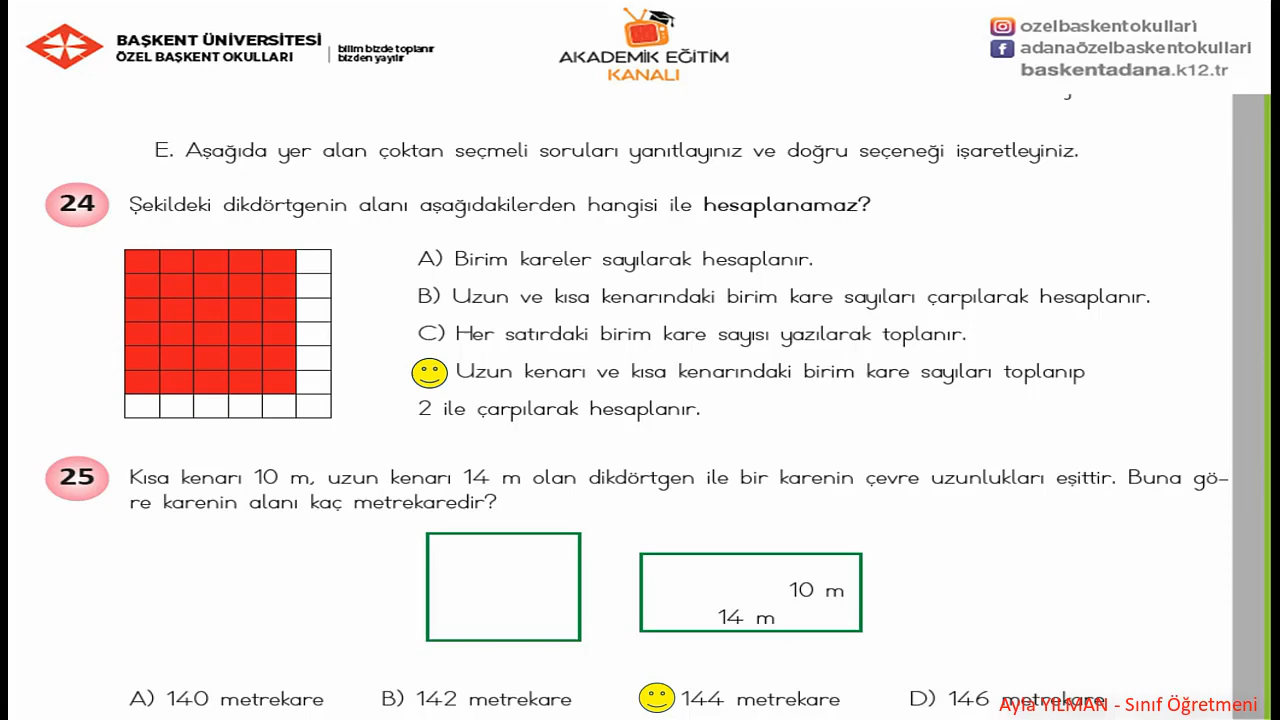 BAŞKENT ÜNİVERSİTESİ
ÖZEL BAŞKENT OKULLARI
bilim bizde toplanır
bizden yayılır
AKADEMİK EĞİTİM
KANALI
ozelbaskentokullari
adanaözelbaskentokullari
baskentadana.k12.tr
E. Aşağıda yer alan çoktan seçmeli soruları yanıtlayınız ve doğru seçeneği işaretleyiniz.
24 Şekildeki dikdörtgenin alanı aşağıdakilerden hangisi ile hesaplanamaz?
A) Birim kareler sayılarak hesaplanır.
B) Uzun ve kısa kenarındaki birim kare sayıları çarpılarak hesaplanır.
C) Her satırdaki birim kare sayısı yazılarak toplanır.
Uzun kenarı ve kısa kenarındaki birim kare sayıları toplanıp
2 ile çarpılarak hesaplanır.
25 Kısa kenarı 10 m, uzun kenarı 14 m olan dikdörtgen ile bir karenin çevre uzunlukları eşittir. Buna gö-
re karenin alanı kaç metrekaredir?
10 m
14 m
A) 140 metrekare B) 142 metrekare 144 metrekare D) 146 metrekare
Ayla YILMAN - Sınıf Öğretmeni